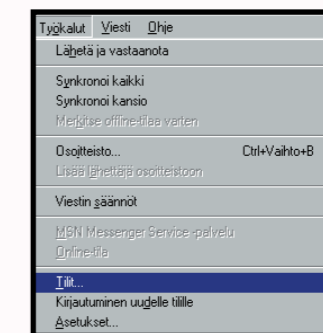 Työkalut Viesti Ohje
Lähetä ja vastaanota
Synkronoi kaikki
Synkronoi kansio
Merkitse offline-tilaa varten
Osoitteisto... Ctrl+Vaihto+B
Lisää lähettäjä osoitteistoon
Viestin säännöt
MSN Messenger Service -palvelu
Online-tila
Tilit...
Kirjautuminen uudelle tilille
Asetukset...